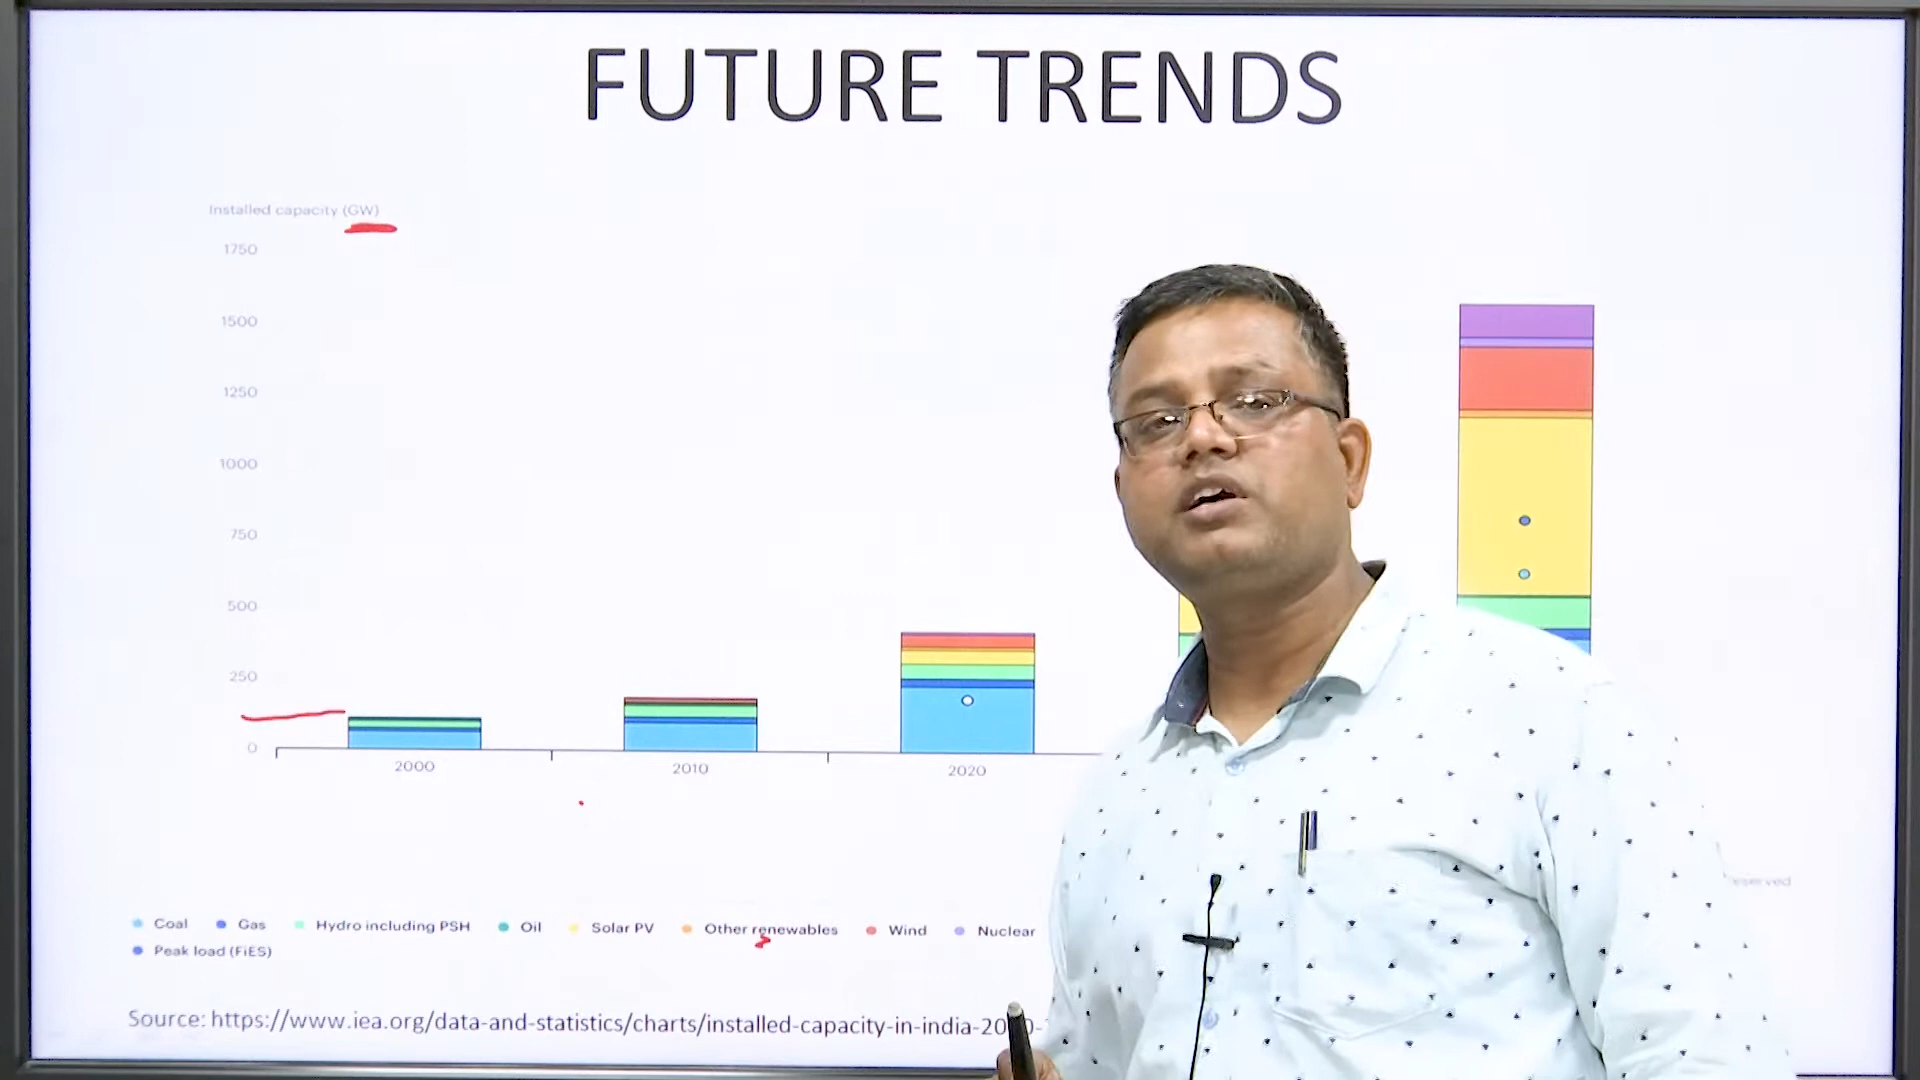 FUTURE TRENDS
Installed capacity (GW)
1750
1500
1250
1000
750
500
250
0
2000 2010 2020
Coal Gas Hydro including PSH Oil Solar PV Other renewables Wind Nuclear
Peak load (FiES)
Source: https://www.iea.org/data-and-statistics/charts/installed-capacity-in-india-20